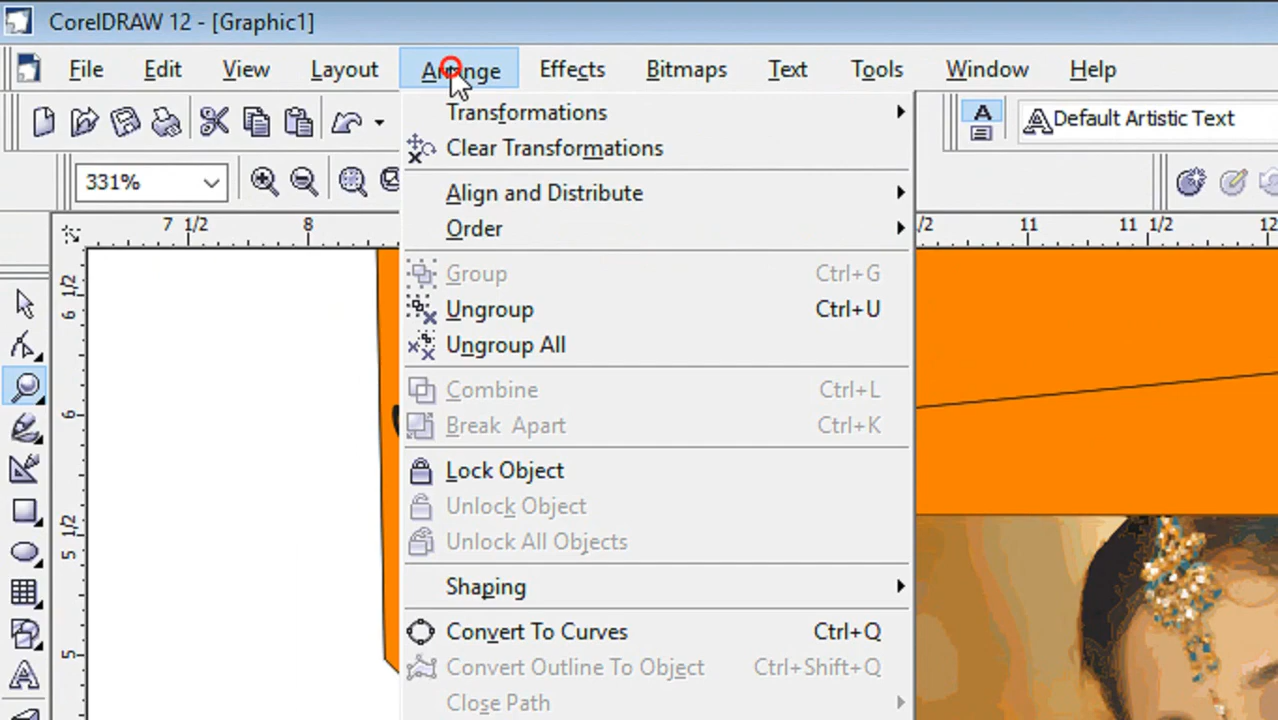 CorelDRAW 12 - [Graphic1]
File Edit View Layout Arrange Effects Bitmaps Text Tools Window Help
Transformations
Default Artistic Text
Clear Transformations
331%
Align and Distribute
7 1/2 8 /2 11 11 1/2 12
Order
Group Ctrl+G
6 1/2
Ungroup Ctrl+U
Ungroup All
Combine Ctrl+L
6
Break Apart Ctrl+K
Lock Object
Unlock Object
5 1/2
Unlock All Objects
Shaping
Convert To Curves Ctrl+Q
5
Convert Outline To Object Ctrl+Shift+Q
Close Path